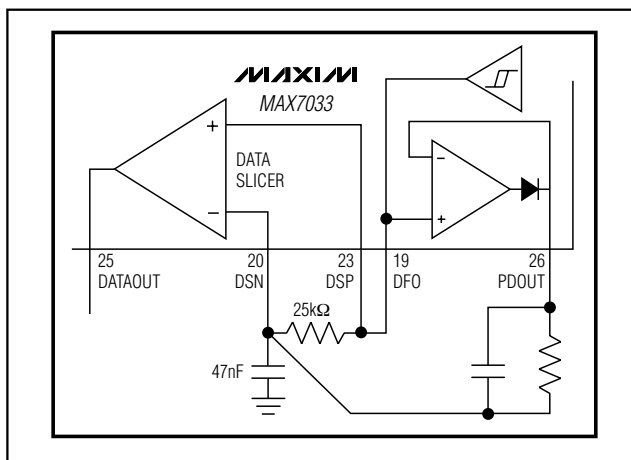 MAXIM
MAX7033
+
DATA
SLICER
−
−
+
25
DATAOUT
20
DSN
23
DSP
19
DFO
26
PDOUT
25kΩ
47nF